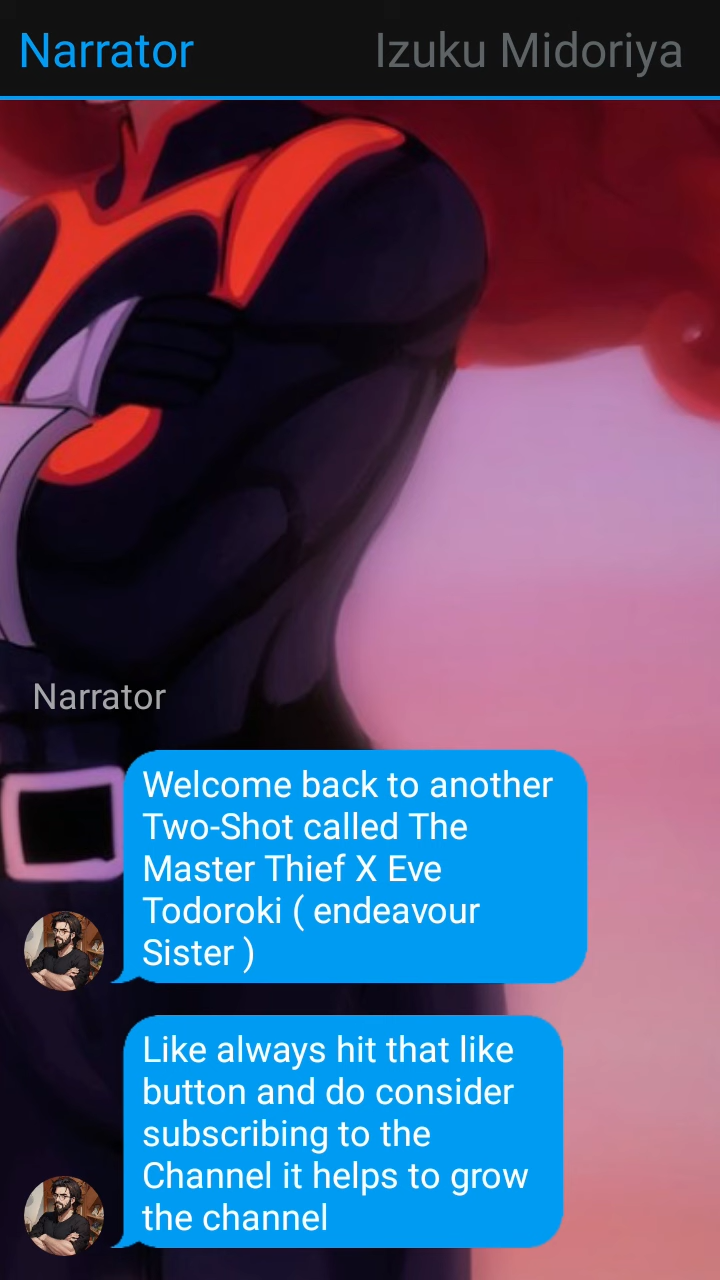 Narrator
Izuku Midoriya
Narrator
Welcome back to another
Two-Shot called The
Master Thief X Eve
Todoroki ( endeavour
Sister )
Like always hit that like
button and do consider
subscribing to the
Channel it helps to grow
the channel